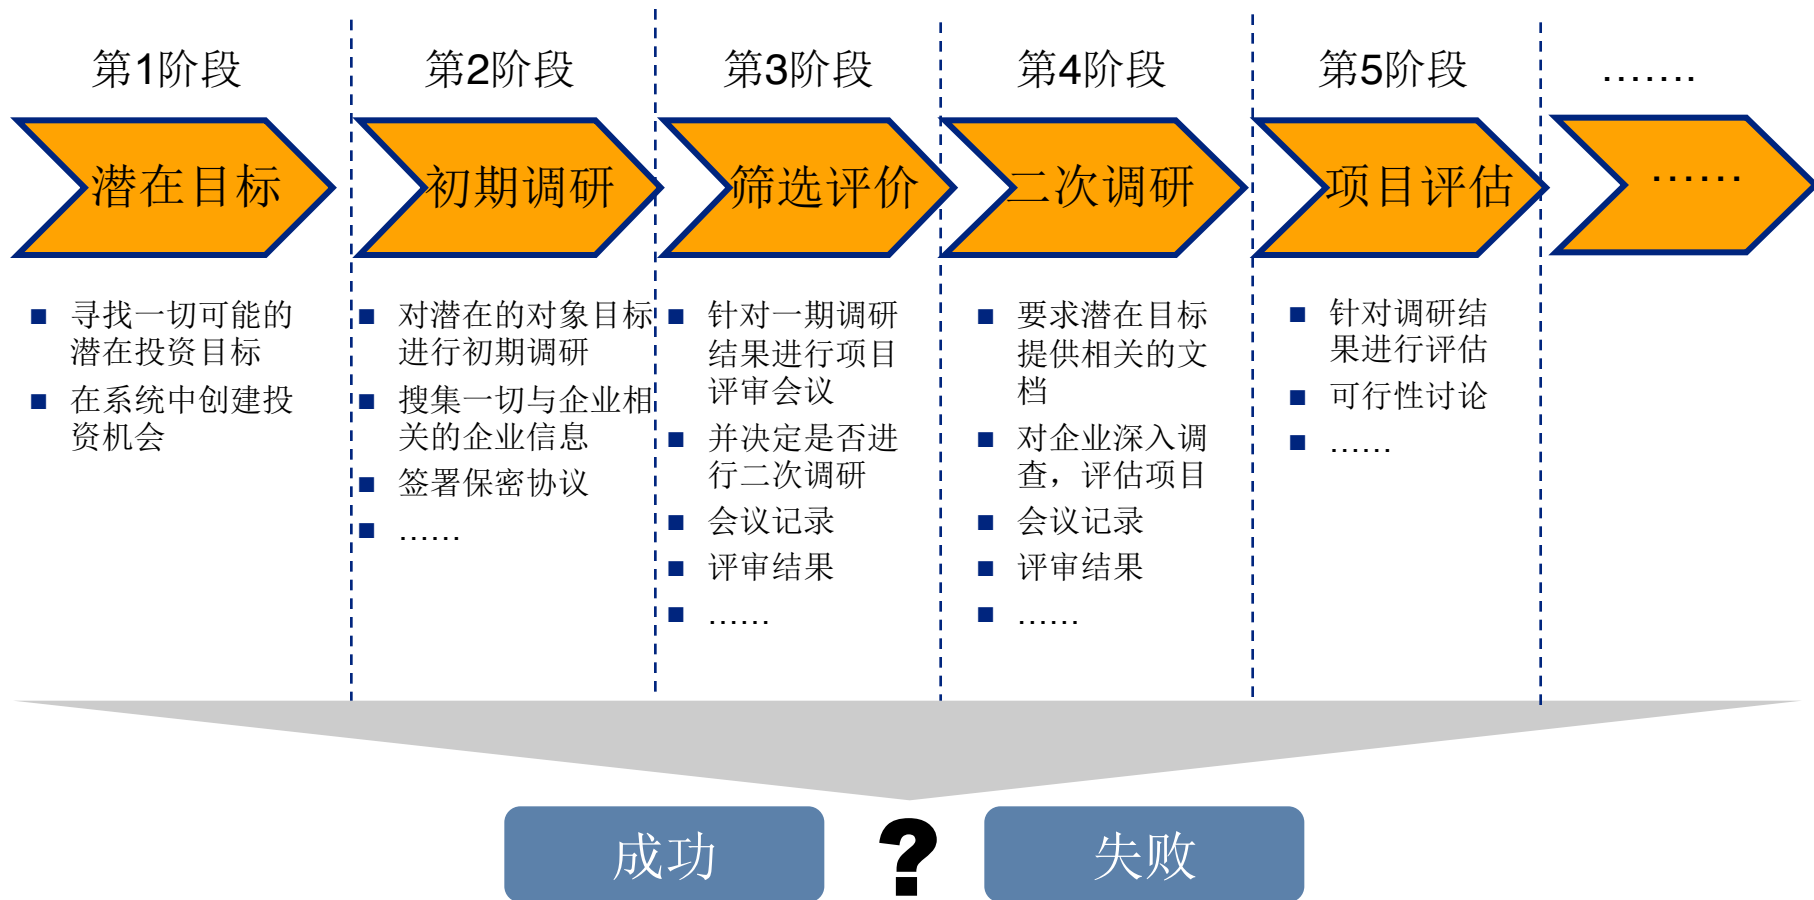 第1阶段
第2阶段
第3阶段
第4阶段
第5阶段
.......
潜在目标
初期调研
筛选评价
二次调研
项目评估
......
寻找一切可能的
潜在投资目标
在系统中创建投
资机会
对潜在的对象目标
进行初期调研
搜集一切与企业相
关的企业信息
签署保密协议
......
针对一期调研
结果进行项目
评审会议
并决定是否进
行二次调研
会议记录
评审结果
......
要求潜在目标
提供相关的文
档
对企业深入调
查，评估项目
会议记录
评审结果
......
针对调研结
果进行评估
可行性讨论
......
成功
?
失败